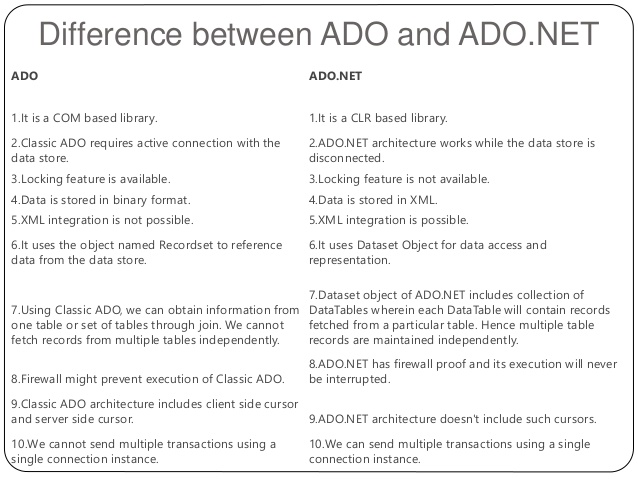 Difference between ADO and ADO.NET
ADO
1.It is a COM based library.
2.Classic ADO requires active connection with the
data store.
3.Locking feature is available.
4.Data is stored in binary format.
5.XML integration is not possible.
6.It uses the object named Recordset to reference
data from the data store.
7.Using Classic ADO, we can obtain information from
one table or set of tables through join. We cannot
fetch records from multiple tables independently.
8.Firewall might prevent execution of Classic ADO.
9.Classic ADO architecture includes client side cursor
and server side cursor.
10.We cannot send multiple transactions using a
single connection instance.
ADO.NET
1.It is a CLR based library.
2.ADO.NET architecture works while the data store is
disconnected.
3.Locking feature is not available.
4.Data is stored in XML.
5.XML integration is possible.
6.It uses Dataset Object for data access and
representation.
7.Dataset object of ADO.NET includes collection of
DataTables wherein each DataTable will contain records
fetched from a particular table. Hence multiple table
records are maintained independently.
8.ADO.NET has firewall proof and its execution will never
be interrupted.
9.ADO.NET architecture doesn't include such cursors.
10.We can send multiple transactions using a single
connection instance.